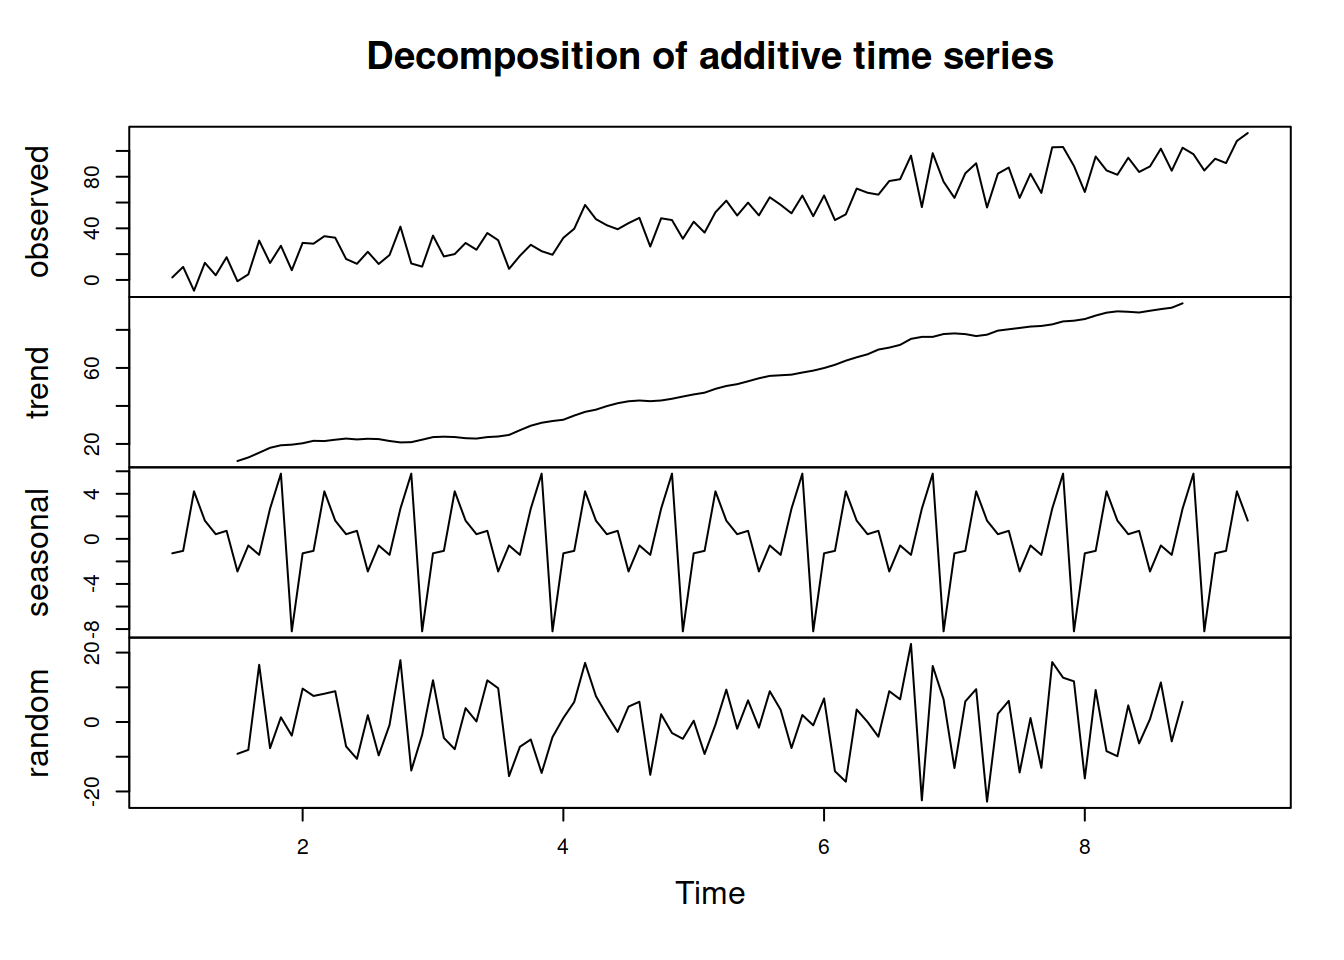 Decomposition of additive time series
observed
0 40 80
trend
20 60
seasonal
-8 -4 0 4
random
-20 0 20
2 4 6 8
Time